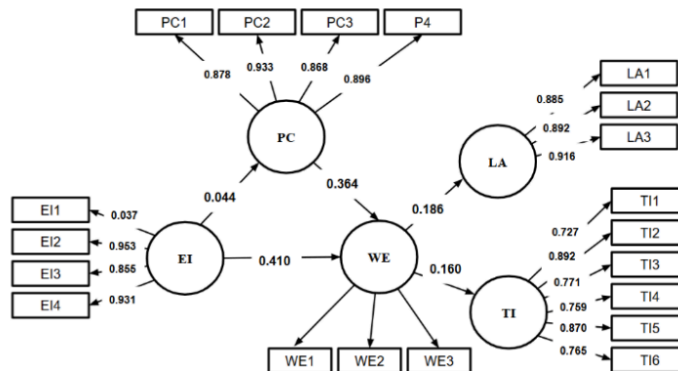 PC1 PC2 PC3 P4
0.878 0.933 0.868 0.896
PC
LA1
LA2
LA3
0.885
0.892
0.916
LA
0.044
0.364
0.186
EI1
EI2
EI3
EI4
0.037
0.953
0.855
0.931
EI
0.410
WE
0.160
TI
TI1
TI2
TI3
TI4
TI5
TI6
0.727
0.892
0.771
0.759
0.870
0.765
WE1 WE2 WE3